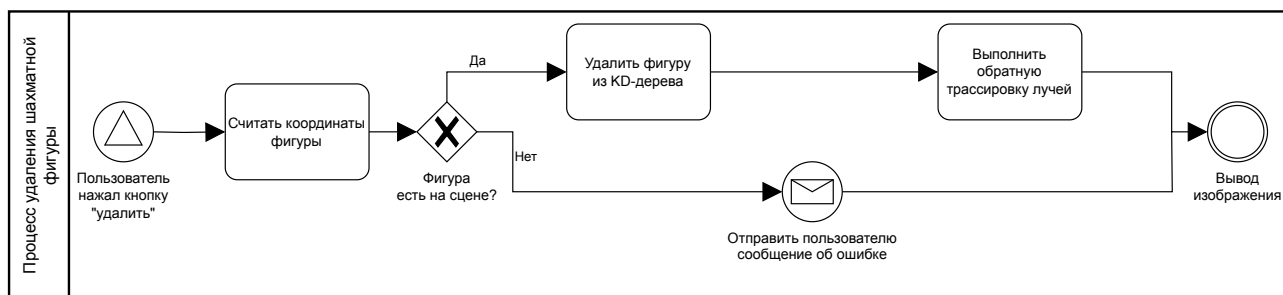 Процесс удаления шахматной
фигуры
Пользователь
нажал кнопку
"удалить"
Считать координаты
фигуры
Фигура
есть на сцене?
Да
Удалить фигуру
из KD-дерева
Выполнить
обратную
трассировку лучей
Нет
Отправить пользователю
сообщение об ошибке
Вывод
изображения